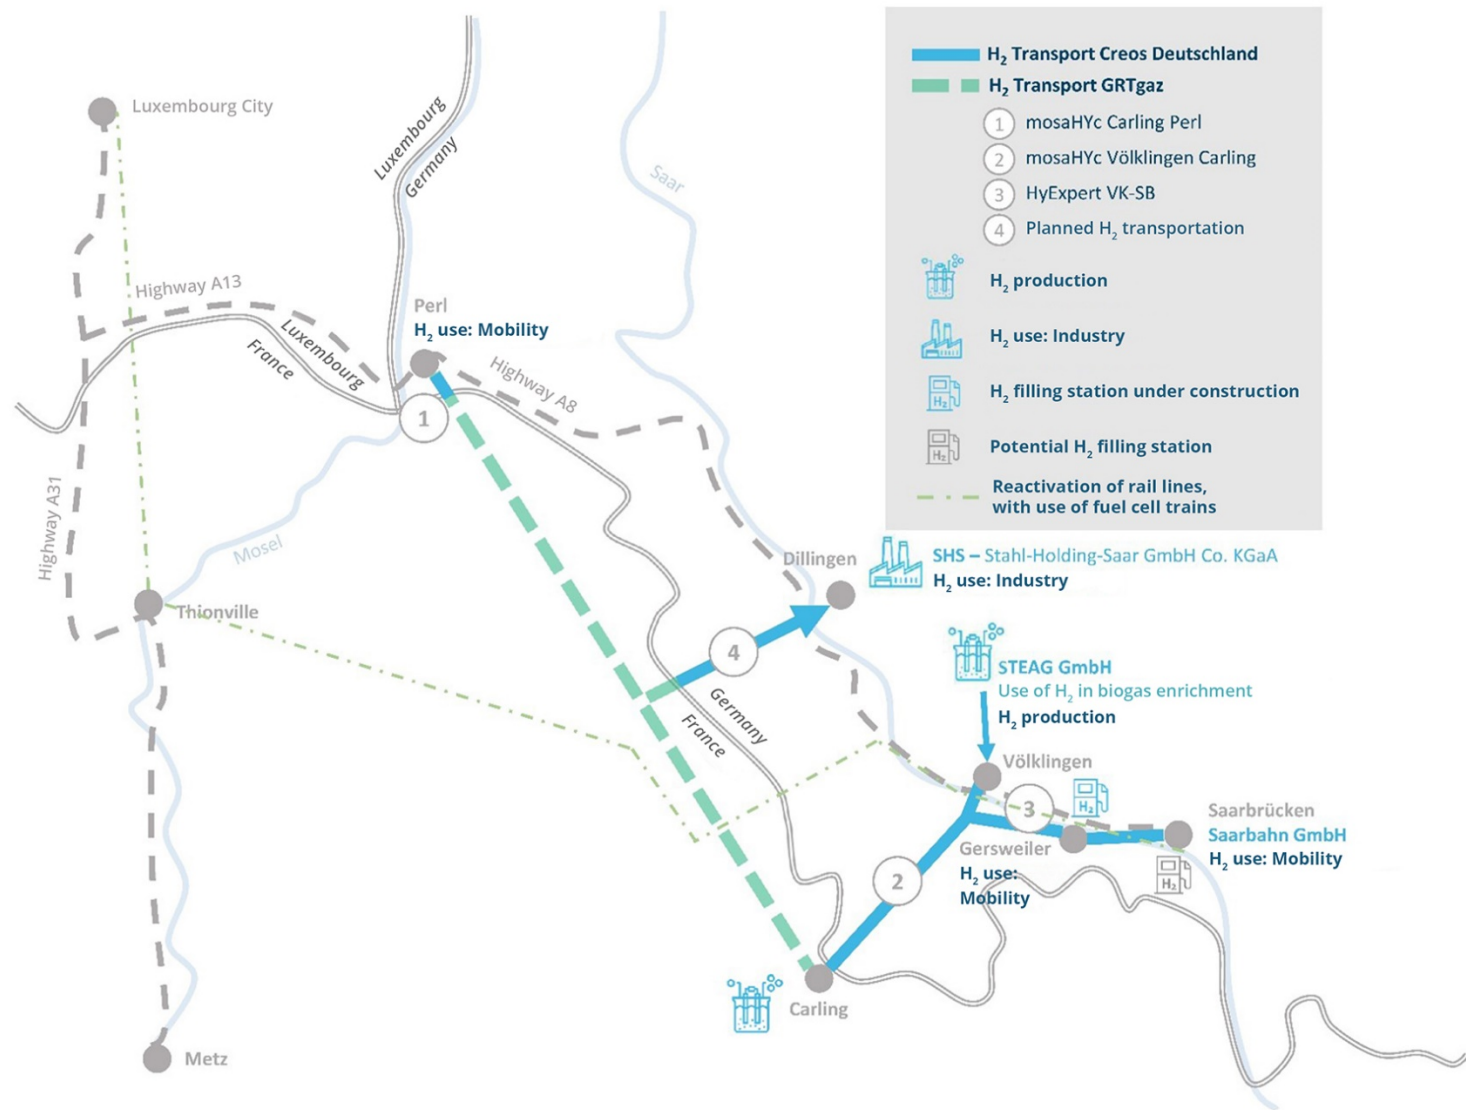 Luxembourg City
Luxembourg
Germany
Saar
H₂ Transport Creos Deutschland
H₂ Transport GRTgaz
1 mosaHYc Carling Perl
2 mosaHYc Völklingen Carling
3 HyExpert VK-SB
4 Planned H₂ transportation
H₂ production
H₂ use: Industry
H₂ H₂ filling station under construction
H₂ Potential H₂ filling station
Reactivation of rail lines,
with use of fuel cell trains
Highway A13
Luxembourg
France
Perl
H₂ use: Mobility
Highway A8
1
Highway A31
Mosel
Thionville
Dillingen
SHS – Stahl-Holding-Saar GmbH Co. KGaA
H₂ use: Industry
4
Germany
France
STEAG GmbH
Use of H₂ in biogas enrichment
H₂ production
Völklingen
3
H₂
Saarbrücken
Saarbahn GmbH
H₂ use: Mobility
H₂
Gersweiler
H₂ use:
Mobility
2
Carling
Metz